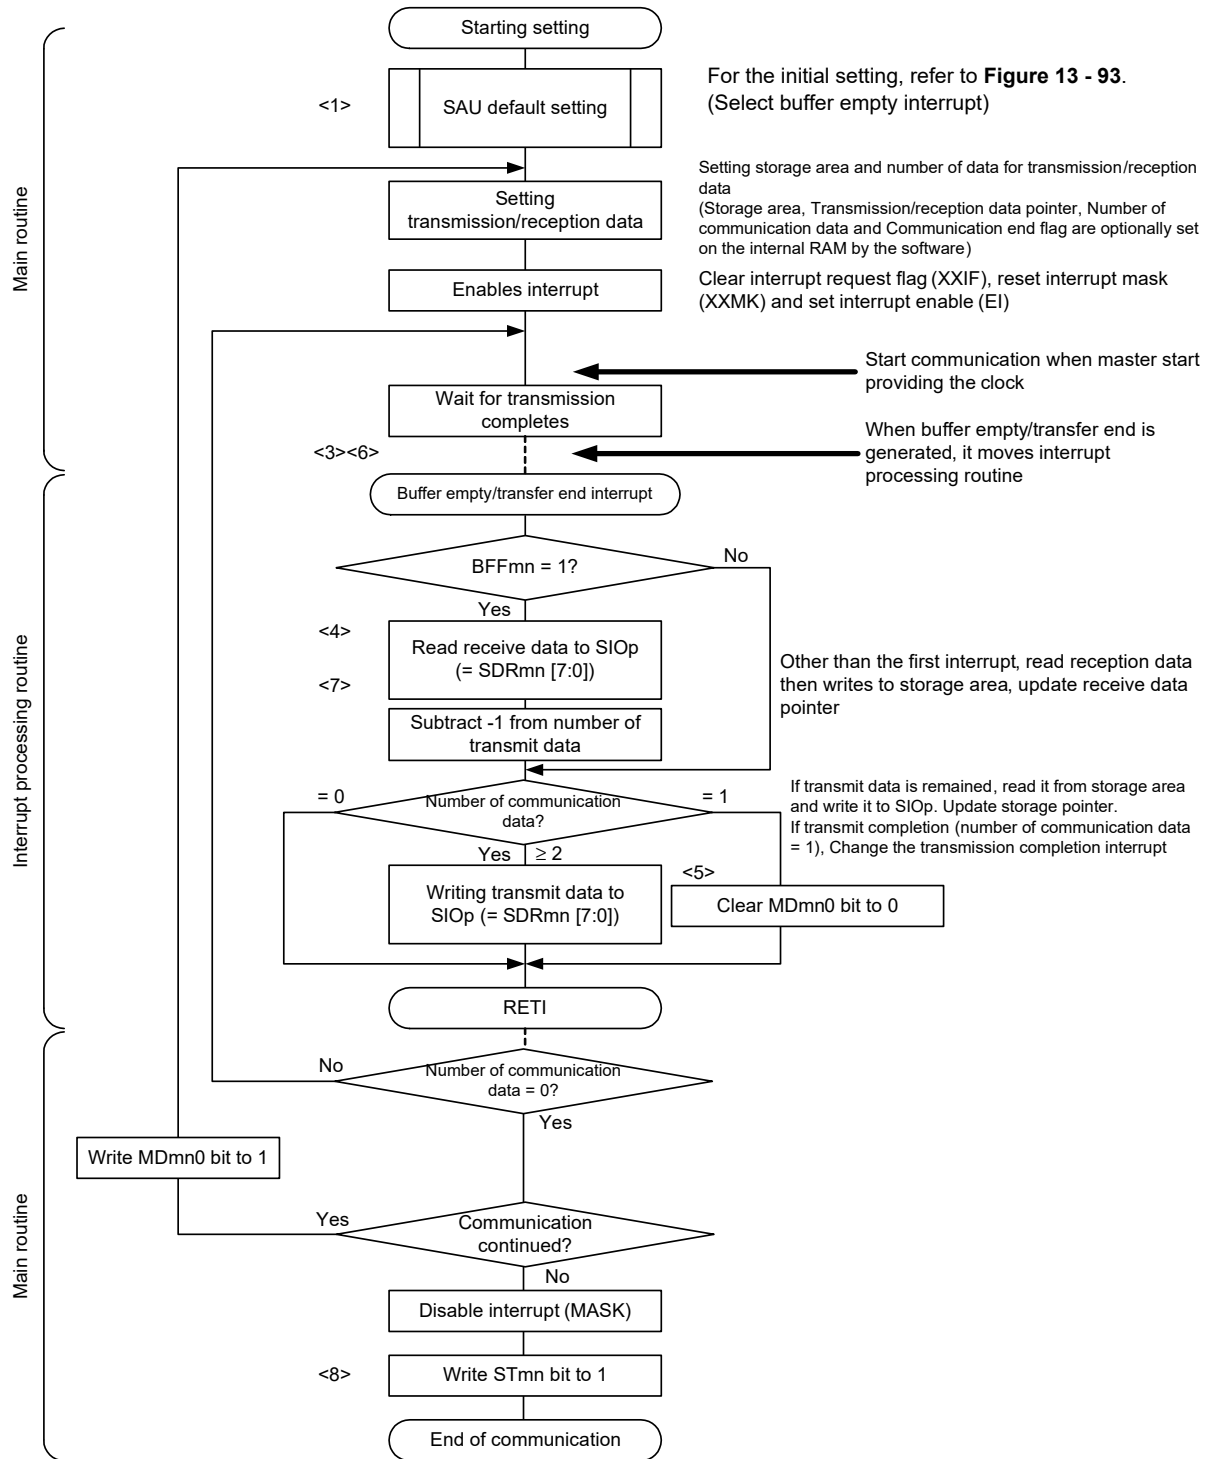 Starting setting
<1>
SAU default setting
For the initial setting, refer to Figure 13 - 93.
(Select buffer empty interrupt)
Main routine
Setting
transmission/reception data
Setting storage area and number of data for transmission/reception
data
(Storage area, Transmission/reception data pointer, Number of
communication data and Communication end flag are optionally set
on the internal RAM by the software)
Enables interrupt
Clear interrupt request flag (XXIF), reset interrupt mask
(XXMK) and set interrupt enable (EI)
Start communication when master start
providing the clock
Wait for transmission
completes
<3><6>
When buffer empty/transfer end is
generated, it moves interrupt
processing routine
Interrupt processing routine
Buffer empty/transfer end interrupt
BFFmn = 1?
No
Yes
<4>
Read receive data to SIOp
(= SDRmn [7:0])
<7>
Other than the first interrupt, read reception data
then writes to storage area, update receive data
pointer
Subtract -1 from number of
transmit data
= 0
Number of communication
data?
= 1
If transmit data is remained, read it from storage area
and write it to SIOp. Update storage pointer.
If transmit completion (number of communication data
= 1), Change the transmission completion interrupt
Yes ≥ 2
<5>
Writing transmit data to
SIOp (= SDRmn [7:0])
Clear MDmn0 bit to 0
RETI
Main routine
No
Number of communication
data = 0?
Yes
Write MDmn0 bit to 1
Yes
Communication
continued?
No
Disable interrupt (MASK)
<8>
Write STmn bit to 1
End of communication